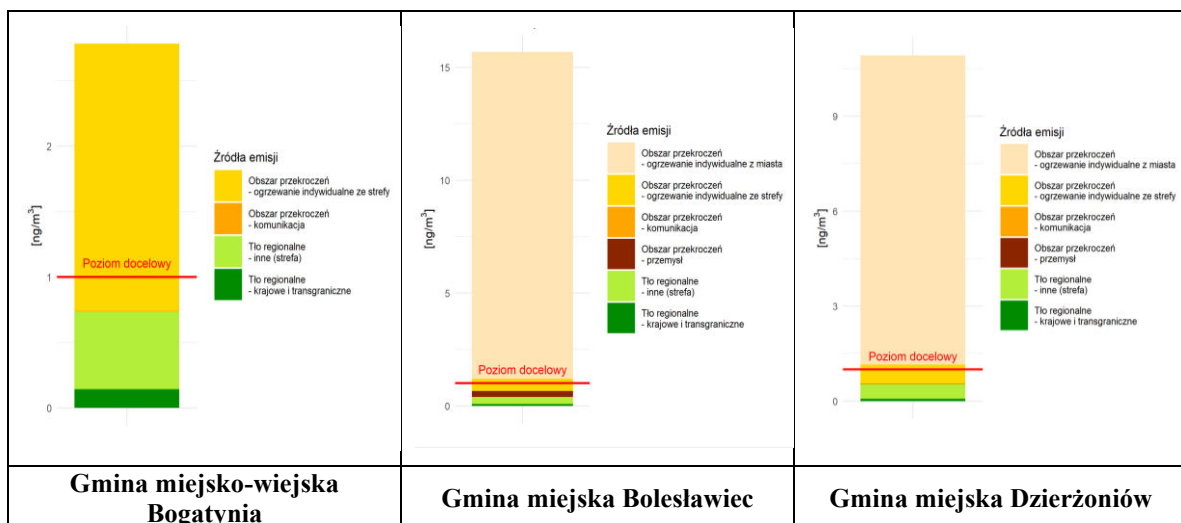 2
1
0
[ng/m³]
Poziom docelowy
Źródła emisji
Obszar przekroczeń
- ogrzewanie indywidualne ze strefy
Obszar przekroczeń
- komunikacja
Tło regionalne
- inne (strefa)
Tło regionalne
- krajowe i transgraniczne
Gmina miejsko-wiejska
Bogatynia
15
10
5
0
[ng/m³]
Poziom docelowy
Źródła emisji
Obszar przekroczeń
- ogrzewanie indywidualne z miasta
Obszar przekroczeń
- ogrzewanie indywidualne ze strefy
Obszar przekroczeń
- komunikacja
Obszar przekroczeń
- przemysł
Tło regionalne
- inne (strefa)
Tło regionalne
- krajowe i transgraniczne
Gmina miejska Bolesławiec
9
6
3
0
[ng/m³]
Poziom docelowy
Źródła emisji
Obszar przekroczeń
- ogrzewanie indywidualne z miasta
Obszar przekroczeń
- ogrzewanie indywidualne ze strefy
Obszar przekroczeń
- komunikacja
Obszar przekroczeń
- przemysł
Tło regionalne
- inne (strefa)
Tło regionalne
- krajowe i transgraniczne
Gmina miejska Dzierżoniów